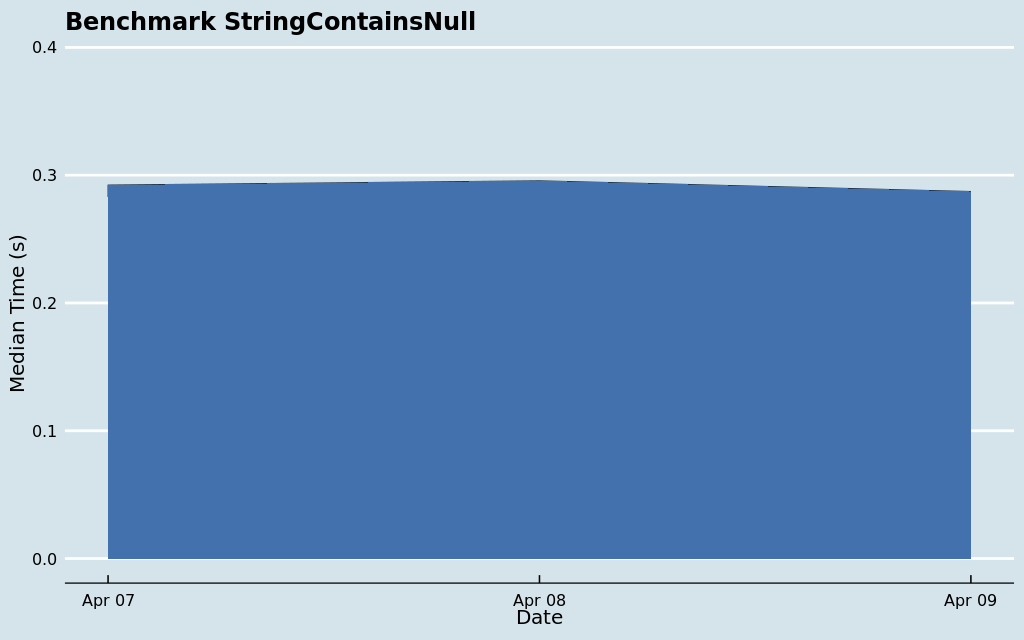 Benchmark StringContainsNull
0.4
0.3
0.2
0.1
0.0
Median Time (s)
Apr 07 Apr 08 Apr 09
Date